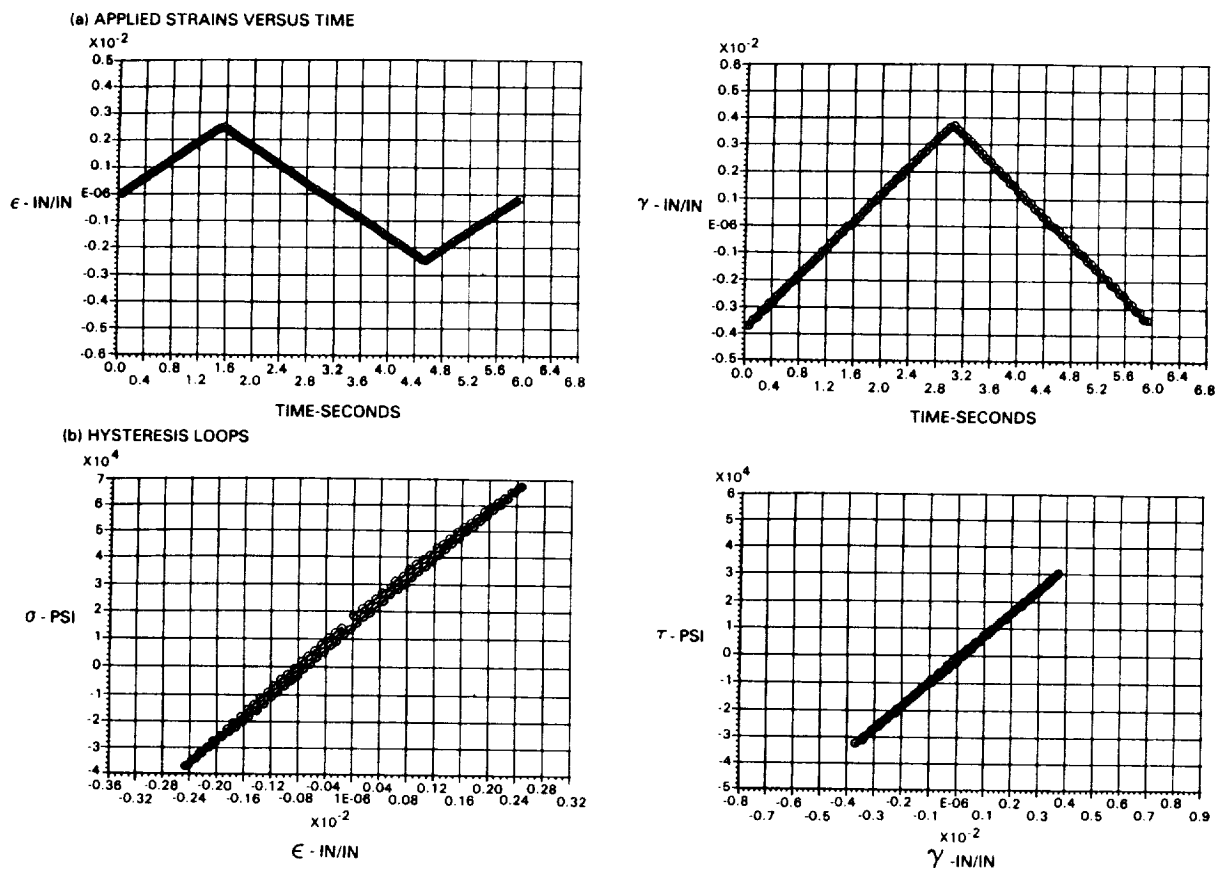 (a) APPLIED STRAINS VERSUS TIME
X10-2
0.5
0.4
0.3
0.2
0.1
E-06
-0.1
-0.2
-0.3
-0.5
-0.6
ϵ - IN/IN
0.0 0.8 1.6 2.4 3.2 4.0 4.8 5.6 6.4
0.4 1.2 2.0 2.8 3.6 4.4 5.2 6.0 6.8
TIME-SECONDS
X10-2
0.6
0.4
0.3
0.2
0.1
E-06
-0.1
-0.2
-0.3
-0.4
-0.5
γ - IN/IN
0.0 0.8 1.6 2.4 3.2 4.0 4.8 5.6 6.4
0.4 1.2 2.0 2.8 3.6 4.4 5.2 6.0 6.8
TIME-SECONDS
(b) HYSTERESIS LOOPS
X104
7
6
5
4
3
2
1
0
-1
-2
-3
-4
σ - PSI
-0.36 -0.28 -0.20 -0.12 -0.04 0.04 0.12 0.20 0.28
-0.32 -0.24 -0.16 -0.08 1E-06 0.08 0.16 0.24 0.32
X10-2
ϵ - IN/IN
X104
6
5
4
3
2
1
0
-1
-2
-3
-4
-5
τ - PSI
-0.8 -0.6 -0.4 -0.2 E-06 0.2 0.4 0.6 0.8
-0.7 -0.5 -0.3 -0.1 0.1 0.3 0.5 0.7 0.9
X10-2
γ -IN/IN